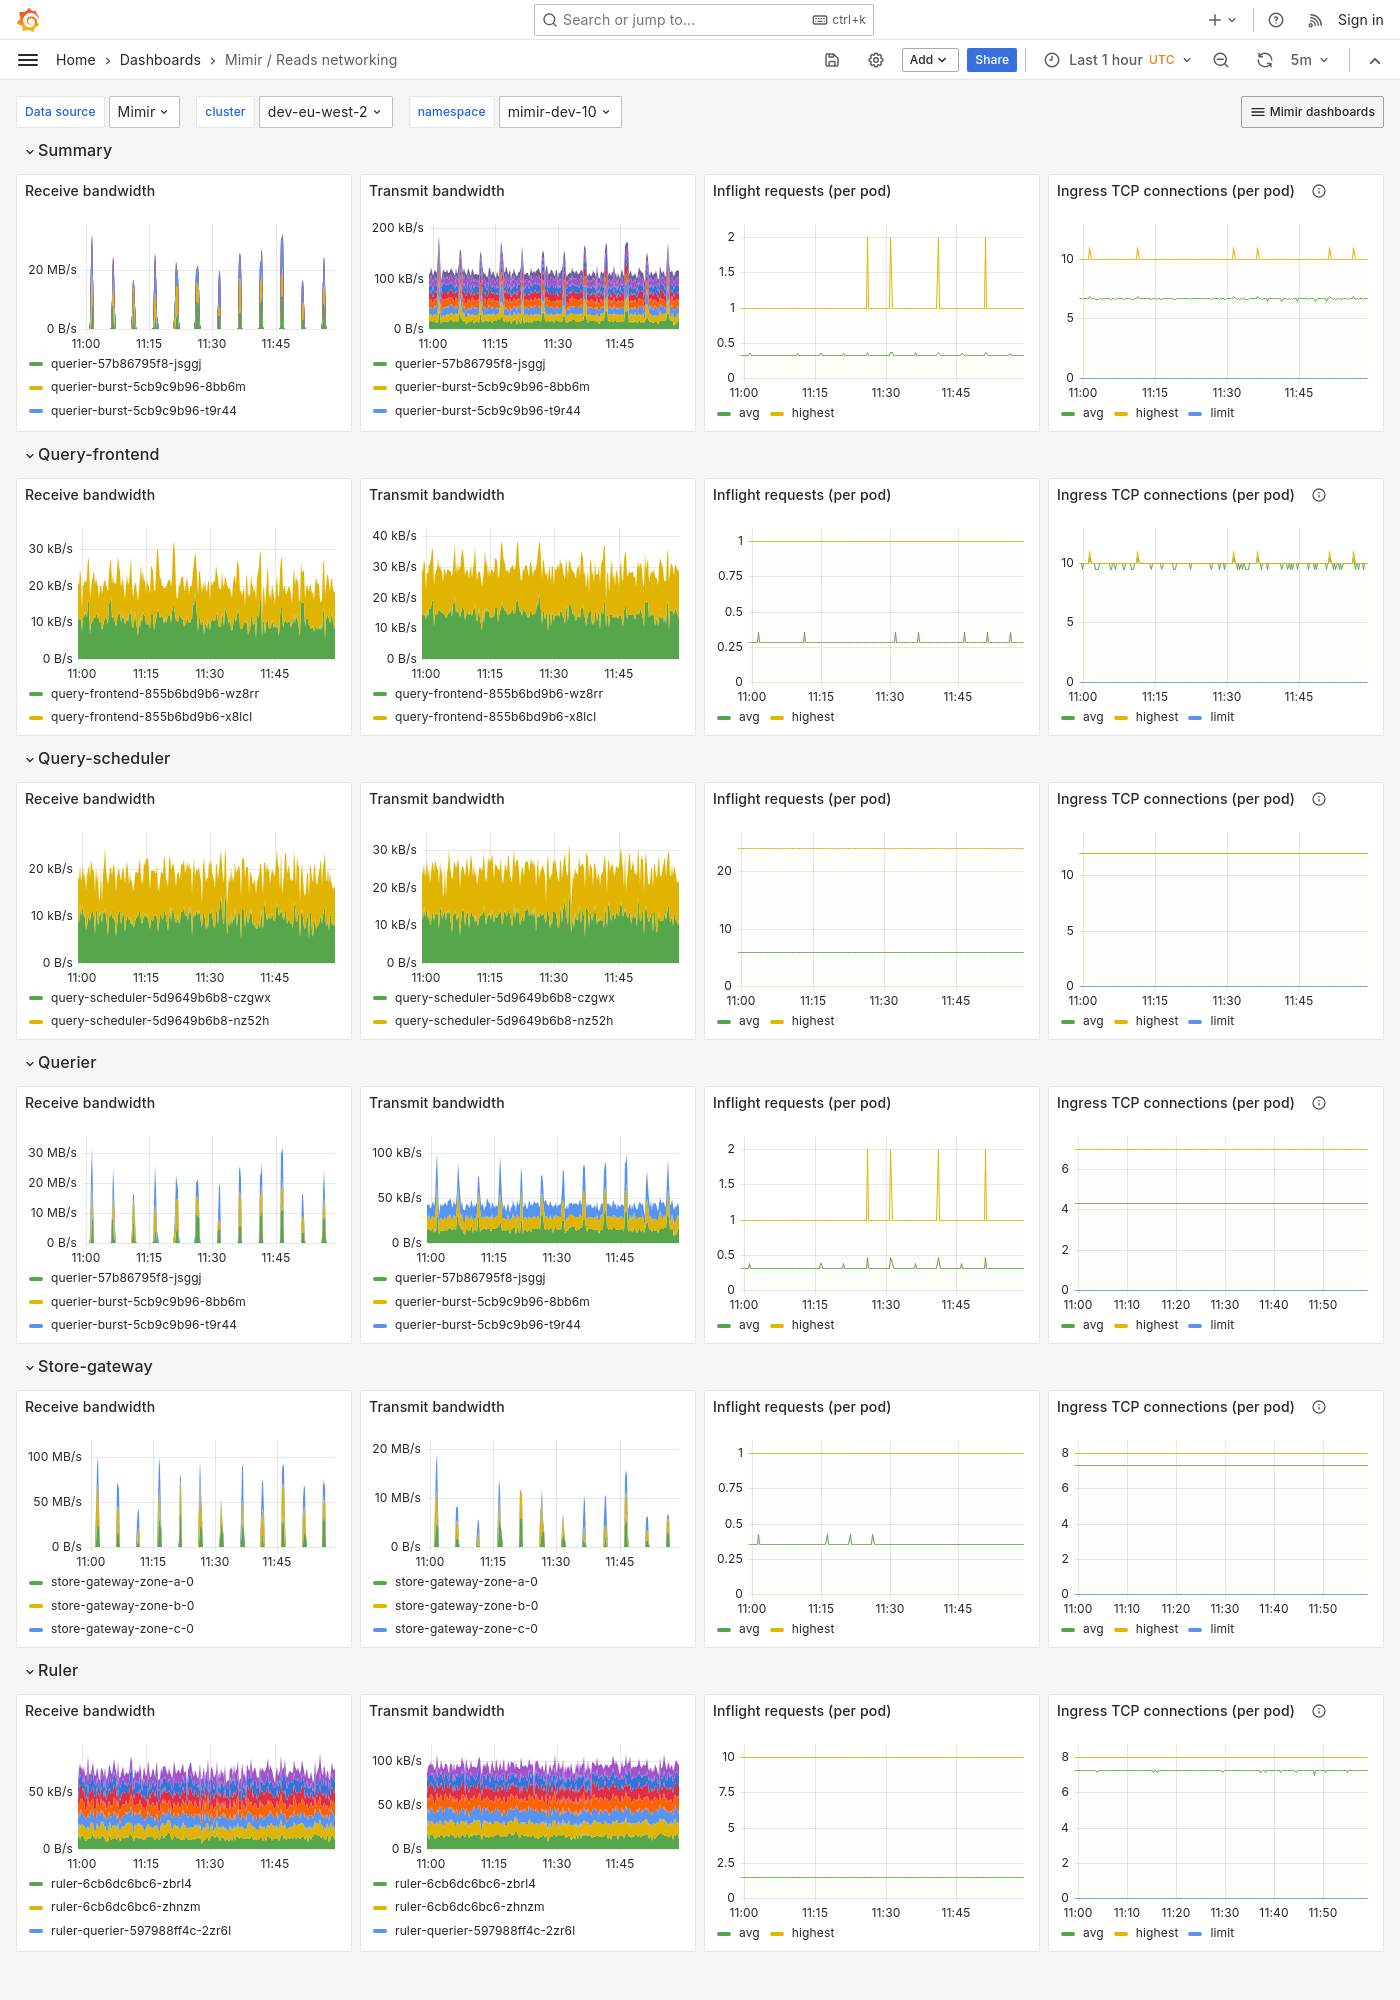 Search or jump to... ctrl+k Sign in
Home > Dashboards > Mimir / Reads networking Add Share Last 1 hour UTC 5m
Data source Mimir cluster dev-eu-west-2 namespace mimir-dev-10 Mimir dashboards
Summary
Receive bandwidth
20 MB/s
0 B/s
11:00 11:15 11:30 11:45
querier-57b86795f8-jsggj
querier-burst-5cb9c9b96-8bb6m
querier-burst-5cb9c9b96-t9r44
Transmit bandwidth
200 kB/s
100 kB/s
0 B/s
11:00 11:15 11:30 11:45
querier-57b86795f8-jsggj
querier-burst-5cb9c9b96-8bb6m
querier-burst-5cb9c9b96-t9r44
Inflight requests (per pod)
2
1.5
1
0.5
0
11:00 11:15 11:30 11:45
avg highest
Ingress TCP connections (per pod)
10
5
0
11:00 11:15 11:30 11:45
avg highest limit
Query-frontend
Receive bandwidth
30 kB/s
20 kB/s
10 kB/s
0 B/s
11:00 11:15 11:30 11:45
query-frontend-855b6bd9b6-wz8rr
query-frontend-855b6bd9b6-x8lcl
Transmit bandwidth
40 kB/s
30 kB/s
20 kB/s
10 kB/s
0 B/s
11:00 11:15 11:30 11:45
query-frontend-855b6bd9b6-wz8rr
query-frontend-855b6bd9b6-x8lcl
Inflight requests (per pod)
1
0.75
0.5
0.25
0
11:00 11:15 11:30 11:45
avg highest
Ingress TCP connections (per pod)
10
5
0
11:00 11:15 11:30 11:45
avg highest limit
Query-scheduler
Receive bandwidth
20 kB/s
10 kB/s
0 B/s
11:00 11:15 11:30 11:45
query-scheduler-5d9649b6b8-czgwx
query-scheduler-5d9649b6b8-nz52h
Transmit bandwidth
30 kB/s
20 kB/s
10 kB/s
0 B/s
11:00 11:15 11:30 11:45
query-scheduler-5d9649b6b8-czgwx
query-scheduler-5d9649b6b8-nz52h
Inflight requests (per pod)
20
10
0
11:00 11:15 11:30 11:45
avg highest
Ingress TCP connections (per pod)
10
5
0
11:00 11:15 11:30 11:45
avg highest limit
Querier
Receive bandwidth
30 MB/s
20 MB/s
10 MB/s
0 B/s
11:00 11:15 11:30 11:45
querier-57b86795f8-jsggj
querier-burst-5cb9c9b96-8bb6m
querier-burst-5cb9c9b96-t9r44
Transmit bandwidth
100 kB/s
50 kB/s
0 B/s
11:00 11:15 11:30 11:45
querier-57b86795f8-jsggj
querier-burst-5cb9c9b96-8bb6m
querier-burst-5cb9c9b96-t9r44
Inflight requests (per pod)
2
1.5
1
0.5
0
11:00 11:15 11:30 11:45
avg highest
Ingress TCP connections (per pod)
6
4
2
0
11:00 11:10 11:20 11:30 11:40 11:50
avg highest limit
Store-gateway
Receive bandwidth
100 MB/s
50 MB/s
0 B/s
11:00 11:15 11:30 11:45
store-gateway-zone-a-0
store-gateway-zone-b-0
store-gateway-zone-c-0
Transmit bandwidth
20 MB/s
10 MB/s
0 B/s
11:00 11:15 11:30 11:45
store-gateway-zone-a-0
store-gateway-zone-b-0
store-gateway-zone-c-0
Inflight requests (per pod)
1
0.75
0.5
0.25
0
11:00 11:15 11:30 11:45
avg highest
Ingress TCP connections (per pod)
8
6
4
2
0
11:00 11:10 11:20 11:30 11:40 11:50
avg highest limit
Ruler
Receive bandwidth
50 kB/s
0 B/s
11:00 11:15 11:30 11:45
ruler-6cb6dc6bc6-zbrl4
ruler-6cb6dc6bc6-zhnzm
ruler-querier-597988ff4c-2zr6l
Transmit bandwidth
100 kB/s
50 kB/s
0 B/s
11:00 11:15 11:30 11:45
ruler-6cb6dc6bc6-zbrl4
ruler-6cb6dc6bc6-zhnzm
ruler-querier-597988ff4c-2zr6l
Inflight requests (per pod)
10
7.5
5
2.5
0
11:00 11:15 11:30 11:45
avg highest
Ingress TCP connections (per pod)
8
6
4
2
0
11:00 11:10 11:20 11:30 11:40 11:50
avg highest limit